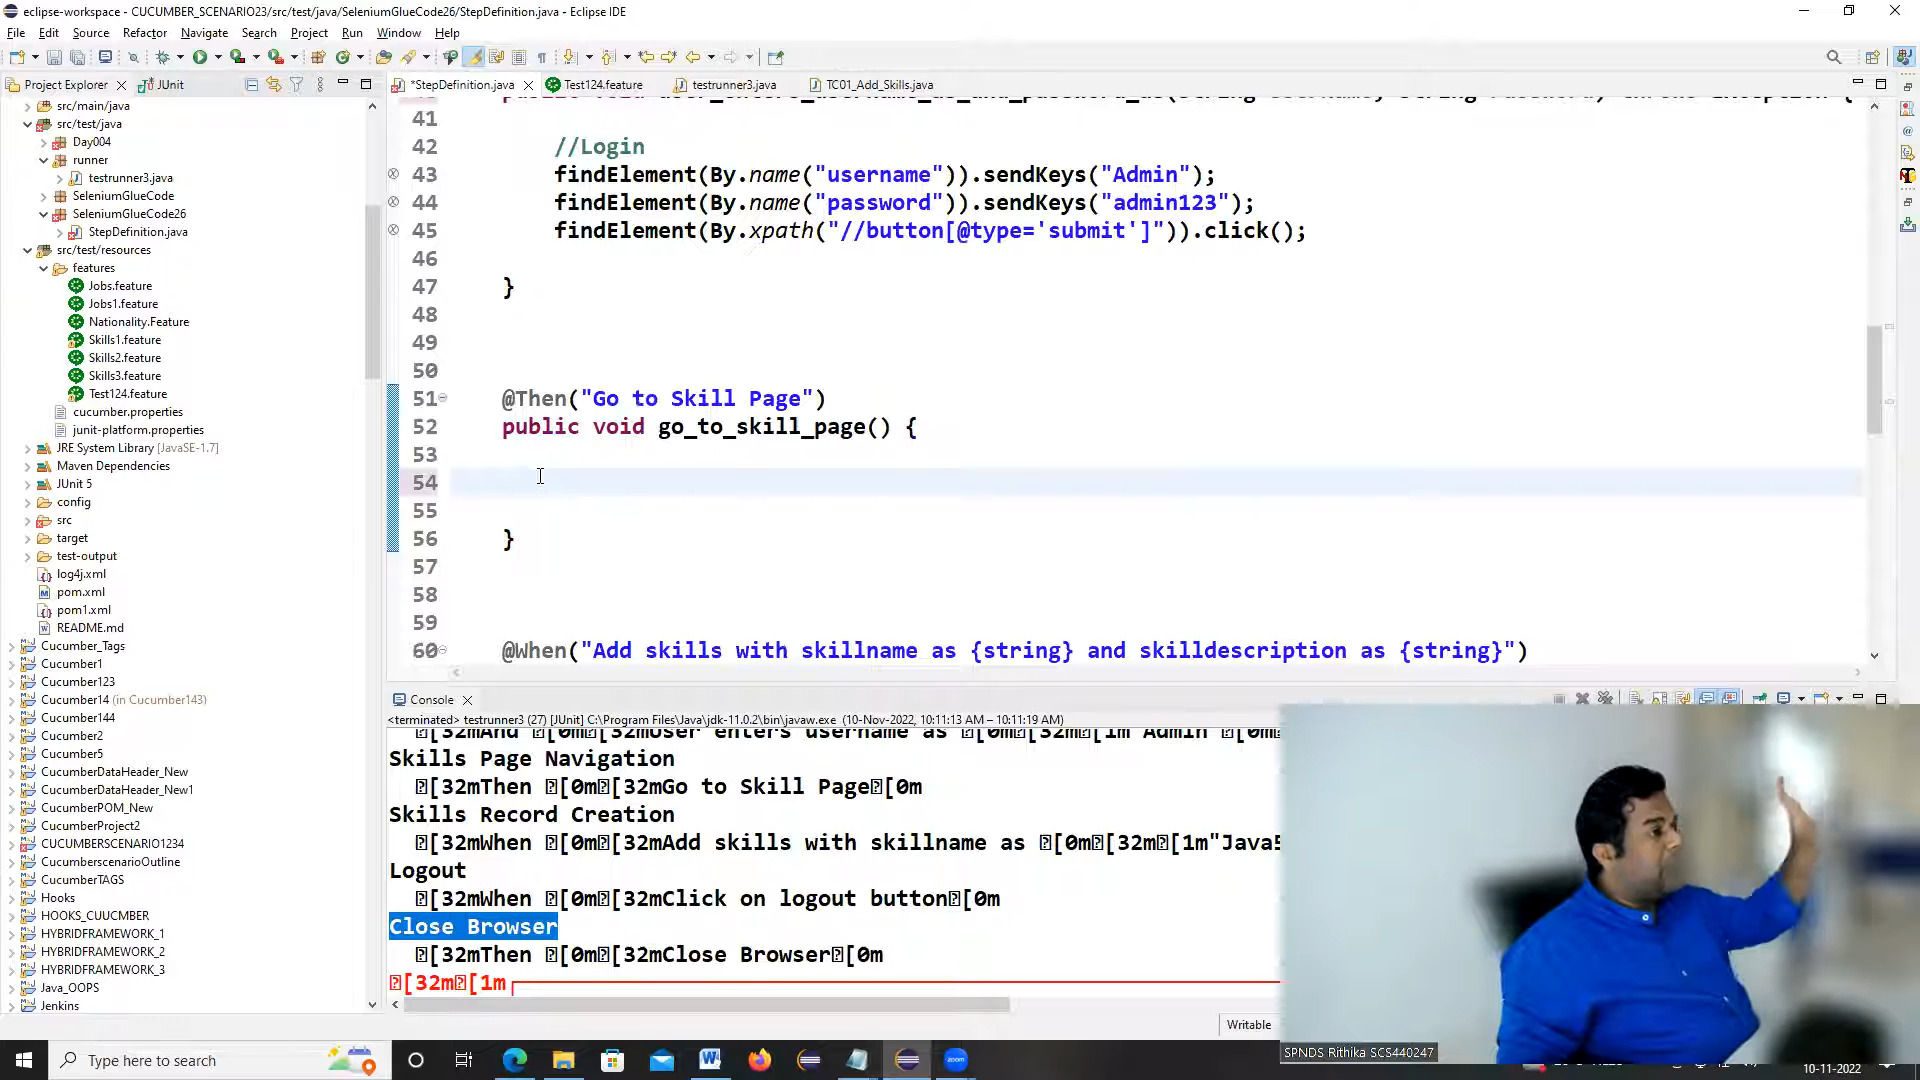 eclipse-workspace - CUCUMBER_SCENARIO23/src/test/java/SeleniumGlueCode26/StepDefinition.java - Eclipse IDE
File Edit Source Refactor Navigate Search Project Run Window Help
Project Explorer JUnit
*StepDefinition.java Test124.feature testrunner3.java TC01_Add_Skills.java
src/main/java
src/test/java
Day004
runner
testrunner3.java
SeleniumGlueCode
SeleniumGlueCode26
StepDefinition.java
src/test/resources
features
Jobs.feature
Jobs1.feature
Nationality.Feature
Skills1.feature
Skills2.feature
Skills3.feature
Test124.feature
cucumber.properties
junit-platform.properties
JRE System Library [JavaSE-1.7]
Maven Dependencies
JUnit 5
config
src
target
test-output
log4j.xml
pom.xml
pom1.xml
README.md
Cucumber_Tags
Cucumber1
Cucumber123
Cucumber14 (in Cucumber143)
Cucumber144
Cucumber2
Cucumber5
CucumberDataHeader_New
CucumberDataHeader_New1
CucumberPOM_New
CucumberProject2
CUCUMBERSCENARIO1234
CucumberscenarioOutline
CucumberTAGS
Hooks
HOOKS_CUUCMBER
HYBRIDFRAMEWORK_1
HYBRIDFRAMEWORK_2
HYBRIDFRAMEWORK_3
Java_OOPS
Jenkins
41
42 //Login
43 findElement(By.name("username")).sendKeys("Admin");
44 findElement(By.name("password")).sendKeys("admin123");
45 findElement(By.xpath("//button[@type='submit']")).click();
46
47 }
48
49
50
51 @Then("Go to Skill Page")
52 public void go_to_skill_page() {
53
54
55
56 }
57
58
59
60 @When("Add skills with skillname as {string} and skilldescription as {string}")
Console
<terminated> testrunner3 (27) [JUnit] C:\Program Files\Java\jdk-11.0.2\bin\javaw.exe (10-Nov-2022, 10:11:13 AM – 10:11:19 AM)
[32mAnd [0m[32mUser enters username as [0m[32m[1m Admin [0m
Skills Page Navigation
[32mThen [0m[32mGo to Skill Page[0m
Skills Record Creation
[32mWhen [0m[32mAdd skills with skillname as [0m[32m[1m"Java5
Logout
[32mWhen [0m[32mClick on logout button[0m
Close Browser
[32mThen [0m[32mClose Browser[0m
[32m[1m
Writable
SPNDS Rithika SCS440247
Type here to search
zoom
10-11-2022